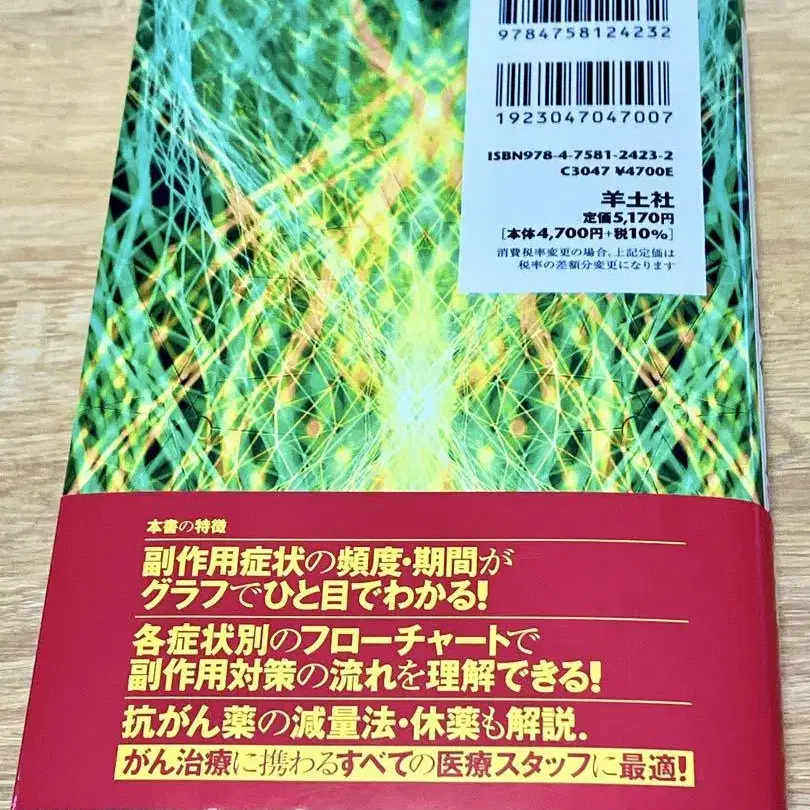 9784758124232
1923047047007
ISBN978-4-7581-2423-2
C3047 ¥4700E
羊土社
定価5,170円
[本体4,700円+税10%]
消費税率変更の場合、上記定価は
税率の差額分変更になります
本書の特徴
副作用症状の頻度・期間が
グラフでひと目でわかる!
各症状別のフローチャートで
副作用対策の流れを理解できる!
抗がん薬の減量法・休薬も解説.
がん治療に携わるすべての医療スタッフに最適!